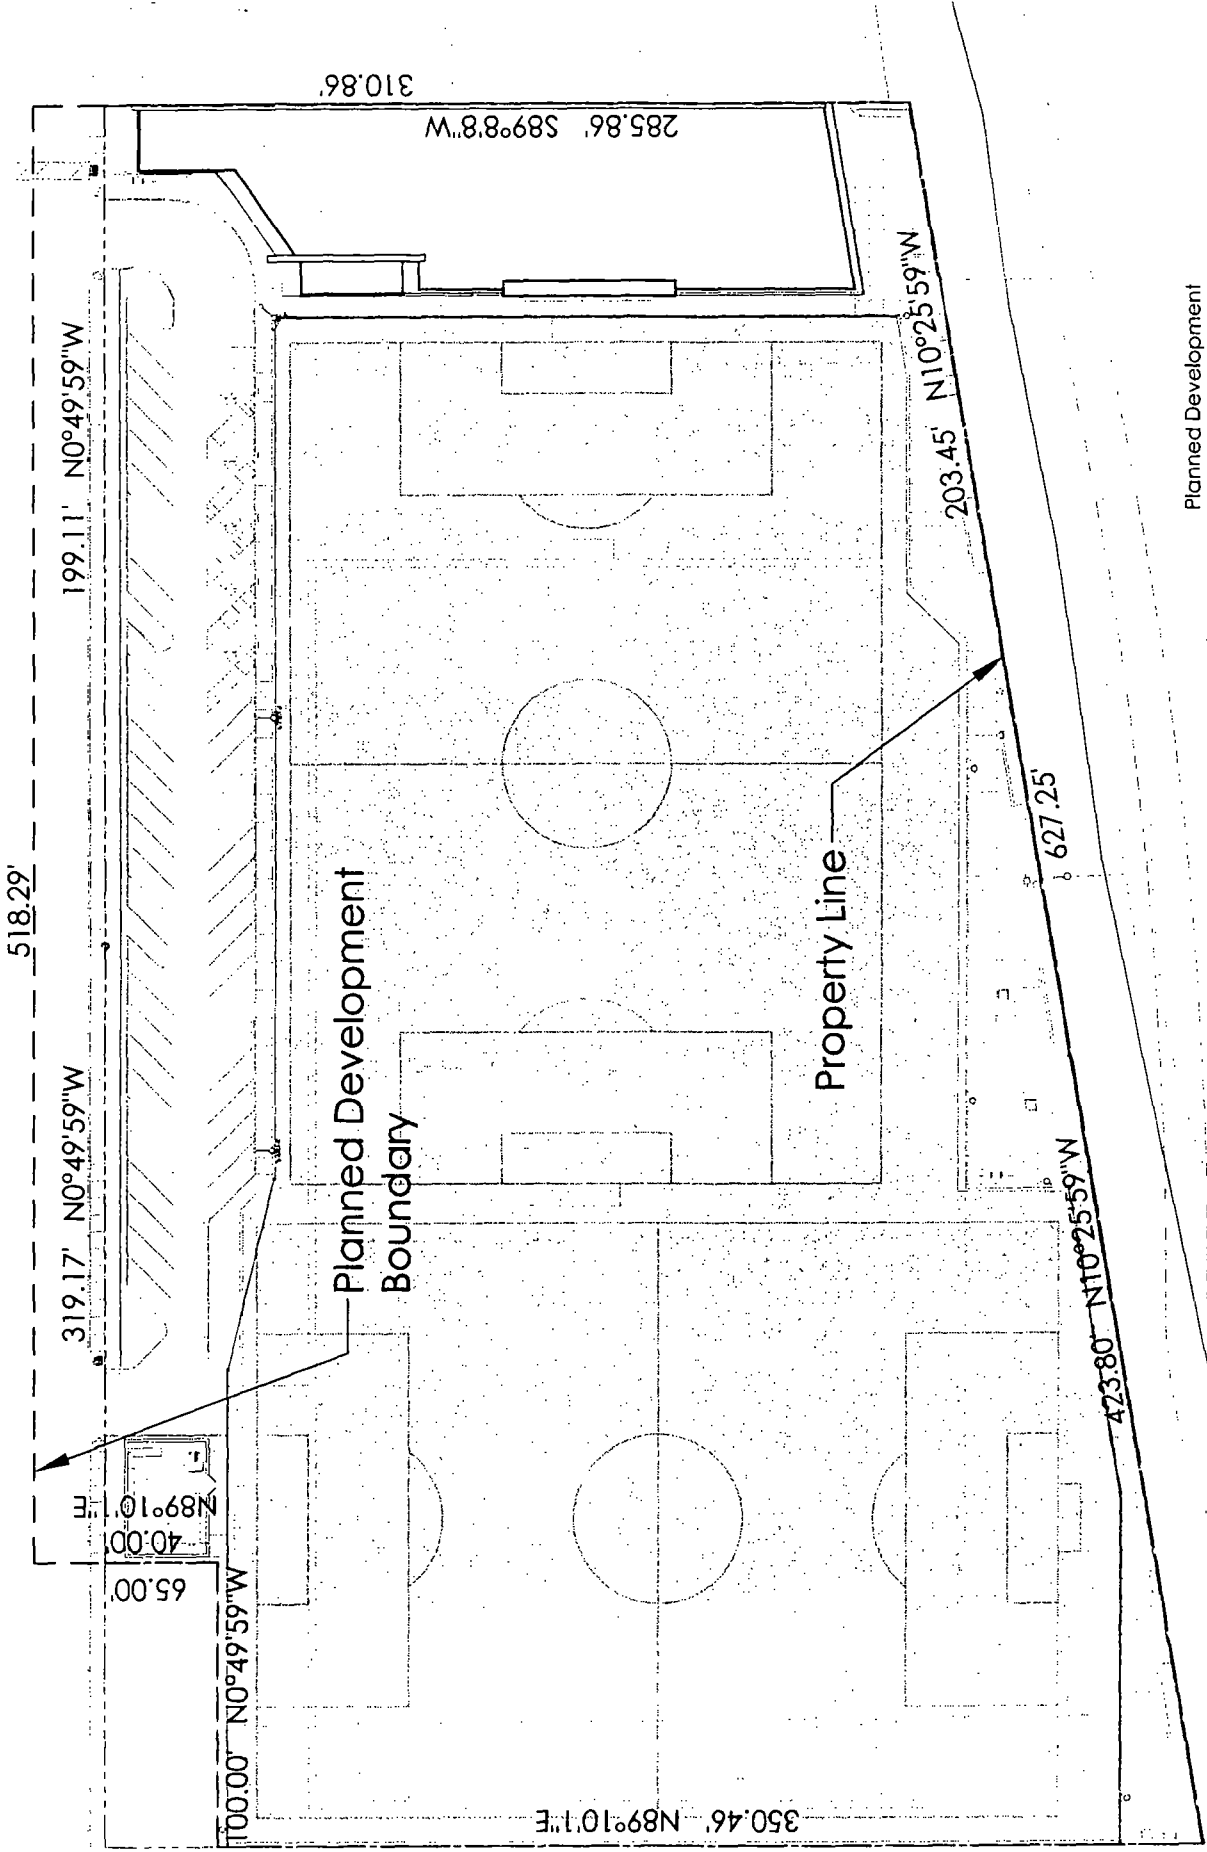 518.29'
319.17' N0°49'59"W
199.11' N0°49'59"W
310.86'
285.86' S89°8'8"W
N89°10'1"E
40.00'
65.00'
100.00' N0°49'59"W
Planned Development
Boundary
Property Line
203.45' N10°25'59"W
627.25'
423.80' N10°25'59"W
350.46' N89°10'1"E
Planned Development